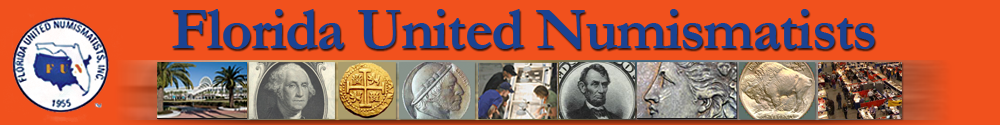 FLORIDA UNITED NUMISMATISTS, INC.
FUN
1955
Florida United Numismatists